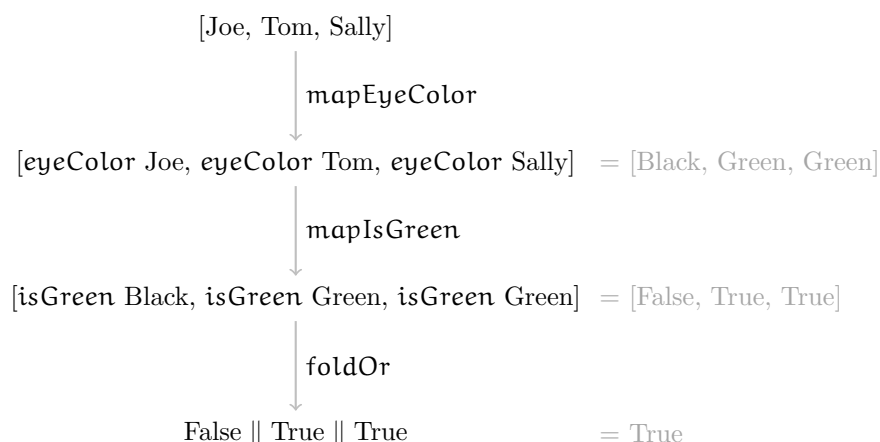 [Joe, Tom, Sally]
mapEyeColor
[eyeColor Joe, eyeColor Tom, eyeColor Sally] = [Black, Green, Green]
mapIsGreen
[isGreen Black, isGreen Green, isGreen Green] = [False, True, True]
foldOr
False || True || True = True